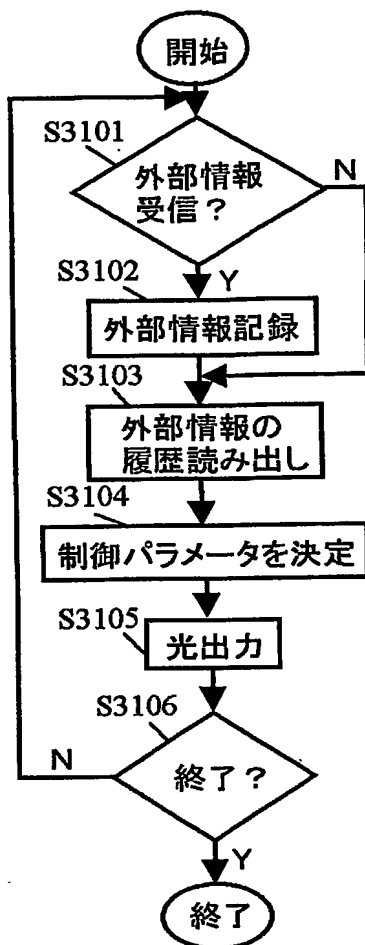 開始
S3101
外部情報
受信？
N
S3102
Y
外部情報記録
S3103
外部情報の
履歴読み出し
S3104
制御パラメータを決定
S3105
光出力
S3106
N
終了？
Y
終了